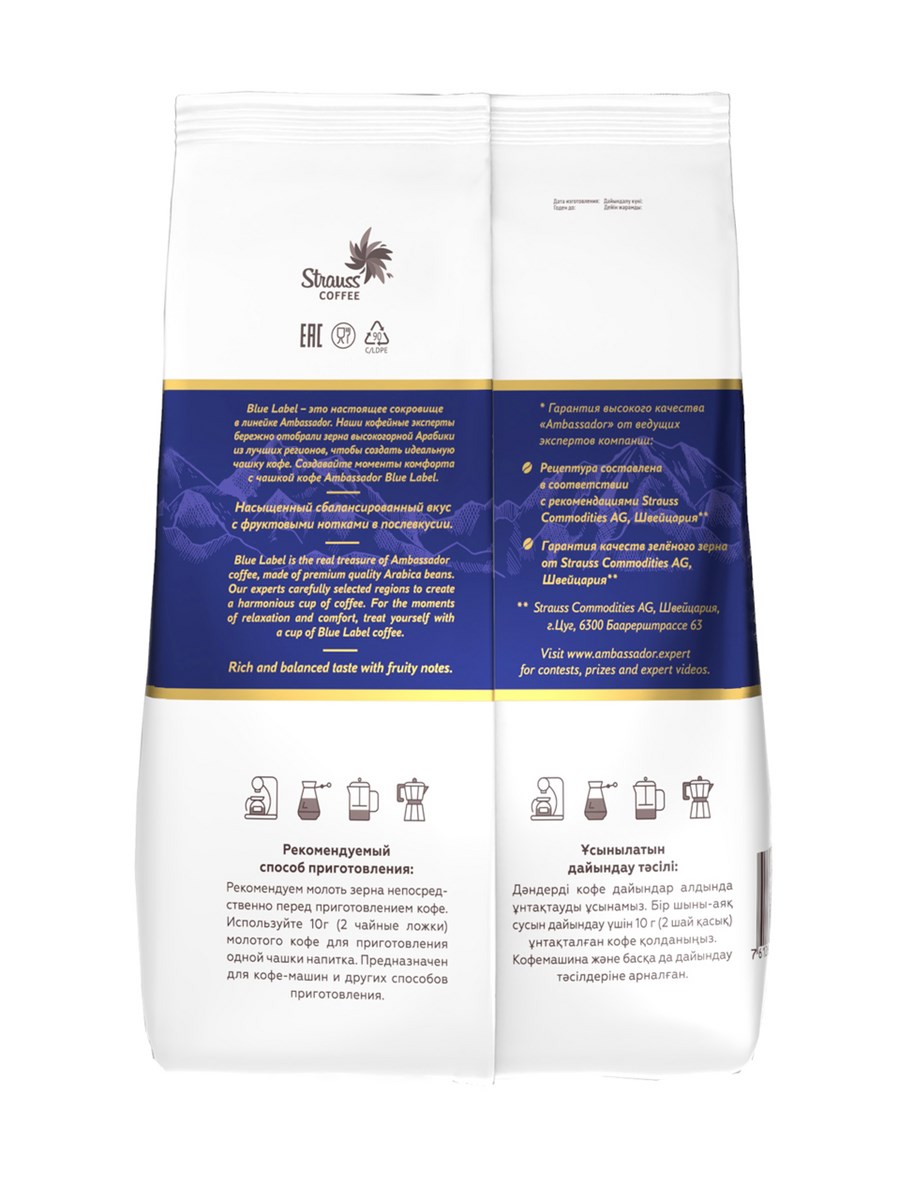 Strauss
COFFEE
EAC
90
C/LDPE
Blue Label – это настоящее сокровище
в линейке Ambassador. Наши кофейные эксперты
бережно отобрали зерна высокогорной Арабики
из лучших регионов, чтобы создать идеальную
чашку кофе. Создавайте моменты комфорта
с чашкой кофе Ambassador Blue Label.
Насыщенный сбалансированный вкус
с фруктовыми нотками в послевкусии.
Blue Label is the real treasure of Ambassador
coffee, made of premium quality Arabica beans.
Our experts carefully selected regions to create
a harmonious cup of coffee. For the moments
of relaxation and comfort, treat yourself with
a cup of Blue Label coffee.
Rich and balanced taste with fruity notes.
Рекомендуемый
способ приготовления:
Рекомендуем молоть зерна непосред-
ственно перед приготовлением кофе.
Используйте 10г (2 чайные ложки)
молотого кофе для приготовления
одной чашки напитка. Предназначен
для кофе-машин и других способов
приготовления.
Дата изготовления: Дайындалу күні:
Годен до: Дейін жарамды:
* Гарантия высокого качества
«Ambassador» от ведущих
экспертов компании:
Рецептура составлена
в соответствии
с рекомендациями Strauss
Commodities AG, Швейцария**
Гарантия качеств зелёного зерна
от Strauss Commodities AG,
Швейцария**
** Strauss Commodities AG, Швейцария,
г.Цуг, 6300 Баарерштрассе 63
Visit www.ambassador.expert
for contests, prizes and expert videos.
Ұсынылатын
дайындау тәсілі:
Дәндерді кофе дайындар алдында
ұнтақтауды ұсынамыз. Бір шыны-аяқ
сусын дайындау үшін 10 г (2 шай қасық)
ұнтақталған кофе қолданыңыз.
Кофемашина және басқа да дайындау
тәсілдеріне арналған.